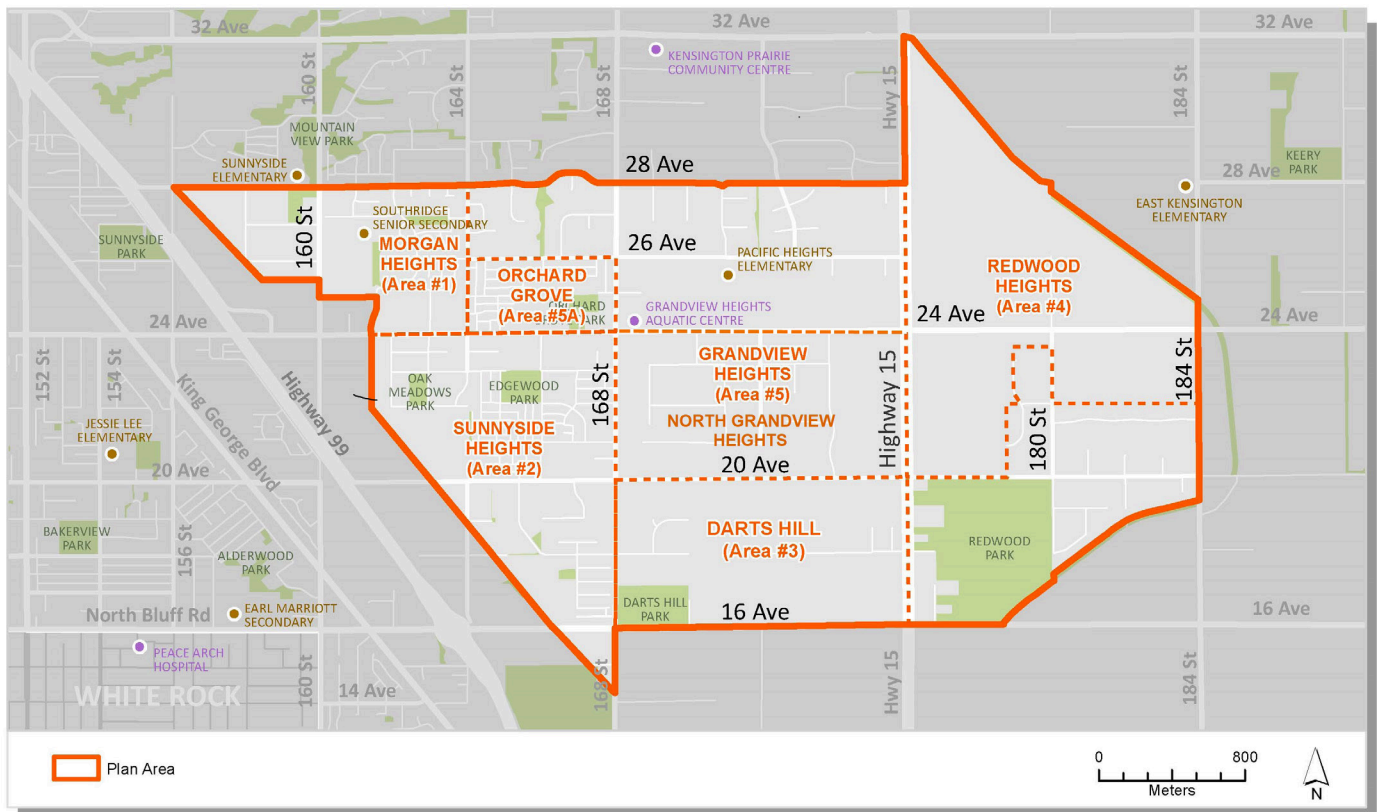 32 Ave
32 Ave
32 Ave
KENSINGTON PRAIRIE
COMMUNITY CENTRE
160 St
164 St
168 St
Hwy 15
184 St
MOUNTAIN
VIEW PARK
SUNNYSIDE
ELEMENTARY
28 Ave
28 Ave
KEERY
PARK
EAST KENSINGTON
ELEMENTARY
SUNNYSIDE
PARK
160 St
SOUTHRIDGE
SENIOR SECONDARY
MORGAN
HEIGHTS
(Area #1)
26 Ave
PACIFIC HEIGHTS
ELEMENTARY
ORCHARD
GROVE
(Area #5A)
ORCHARD
GROVE PARK
GRANDVIEW HEIGHTS
AQUATIC CENTRE
REDWOOD
HEIGHTS
(Area #4)
24 Ave
24 Ave
24 Ave
152 St
154 St
King George Blvd
Highway 99
OAK
MEADOWS
PARK
EDGEWOOD
PARK
168 St
GRANDVIEW
HEIGHTS
(Area #5)
NORTH GRANDVIEW
HEIGHTS
Highway 15
184 St
180 St
JESSIE LEE
ELEMENTARY
SUNNYSIDE
HEIGHTS
(Area #2)
20 Ave
20 Ave
BAKERVIEW
PARK
156 St
ALDERWOOD
PARK
DARTS HILL
(Area #3)
REDWOOD
PARK
North Bluff Rd
EARL MARRIOTT
SECONDARY
DARTS HILL
PARK
16 Ave
16 Ave
PEACE ARCH
HOSPITAL
WHITE ROCK
160 St
14 Ave
168 St
Hwy 15
184 St
Plan Area
0 800
Meters
N